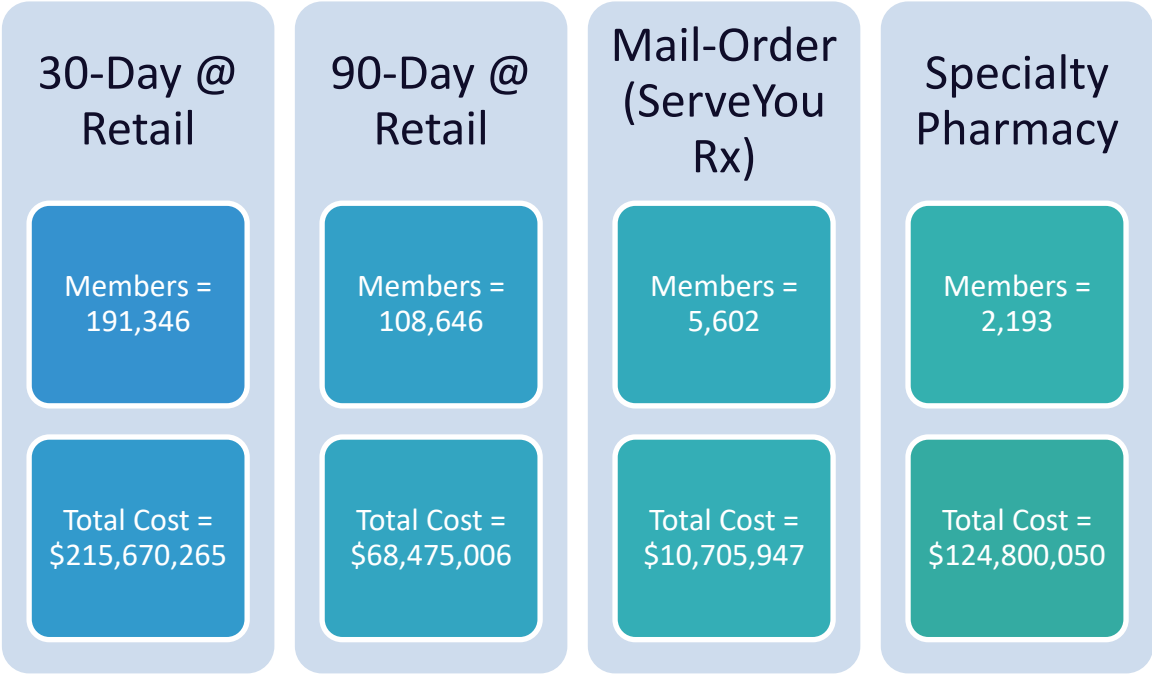 30-Day @
Retail
Members =
191,346
Total Cost =
$215,670,265
90-Day @
Retail
Members =
108,646
Total Cost =
$68,475,006
Mail-Order
(ServeYou
Rx)
Members =
5,602
Total Cost =
$10,705,947
Specialty
Pharmacy
Members =
2,193
Total Cost =
$124,800,050